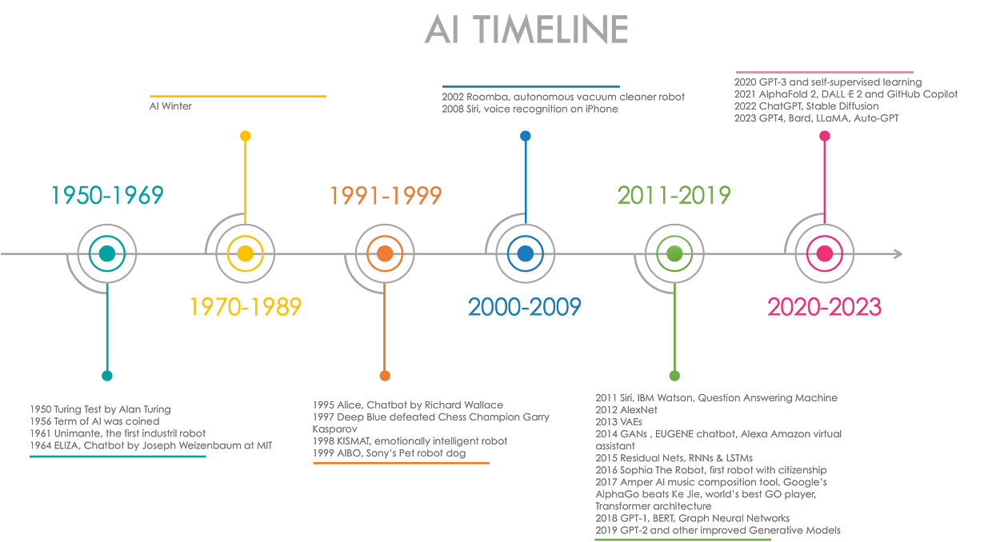 AI TIMELINE
AI Winter
2002 Roomba, autonomous vacuum cleaner robot
2008 Siri, voice recognition on iPhone
2020 GPT-3 and self-supervised learning
2021 AlphaFold 2, DALL·E 2 and GitHub Copilot
2022 ChatGPT, Stable Diffusion
2023 GPT4, Bard, LLaMA, Auto-GPT
1950-1969
1991-1999
2011-2019
1970-1989
2000-2009
2020-2023
1950 Turing Test by Alan Turing
1956 Term of AI was coined
1961 Unimante, the first industril robot
1964 ELIZA, Chatbot by Joseph Weizenbaum at MIT
1995 Alice, Chatbot by Richard Wallace
1997 Deep Blue defeated Chess Champion Garry
Kasparov
1998 KISMAT, emotionally intelligent robot
1999 AIBO, Sony's Pet robot dog
2011 Siri, IBM Watson, Question Answering Machine
2012 AlexNet
2013 VAEs
2014 GANs , EUGENE chatbot, Alexa Amazon virtual
assistant
2015 Residual Nets, RNNs & LSTMs
2016 Sophia The Robot, first robot with citizenship
2017 Amper AI music composition tool, Google's
AlphaGo beats Ke Jie, world's best GO player,
Transformer architecture
2018 GPT-1, BERT, Graph Neural Networks
2019 GPT-2 and other improved Generative Models